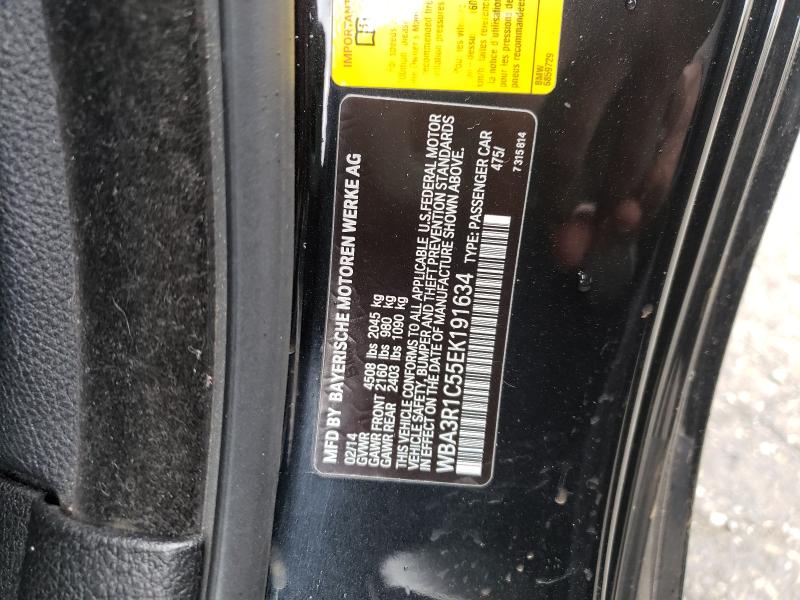 IMPORTANT
BMW
6859729
MFD BY BAYERISCHE MOTOREN WERKE AG
02/14
GVWR 4508 lbs 2045 kg
GAWR FRONT 2160 lbs 980 kg
GAWR REAR 2403 lbs 1090 kg
THIS VEHICLE CONFORMS TO ALL APPLICABLE U.S. FEDERAL MOTOR
VEHICLE SAFETY, BUMPER AND THEFT PREVENTION STANDARDS
IN EFFECT ON THE DATE OF MANUFACTURE SHOWN ABOVE.
WBA3R1C55EK191634 TYPE: PASSENGER CAR
475/
7 315 814